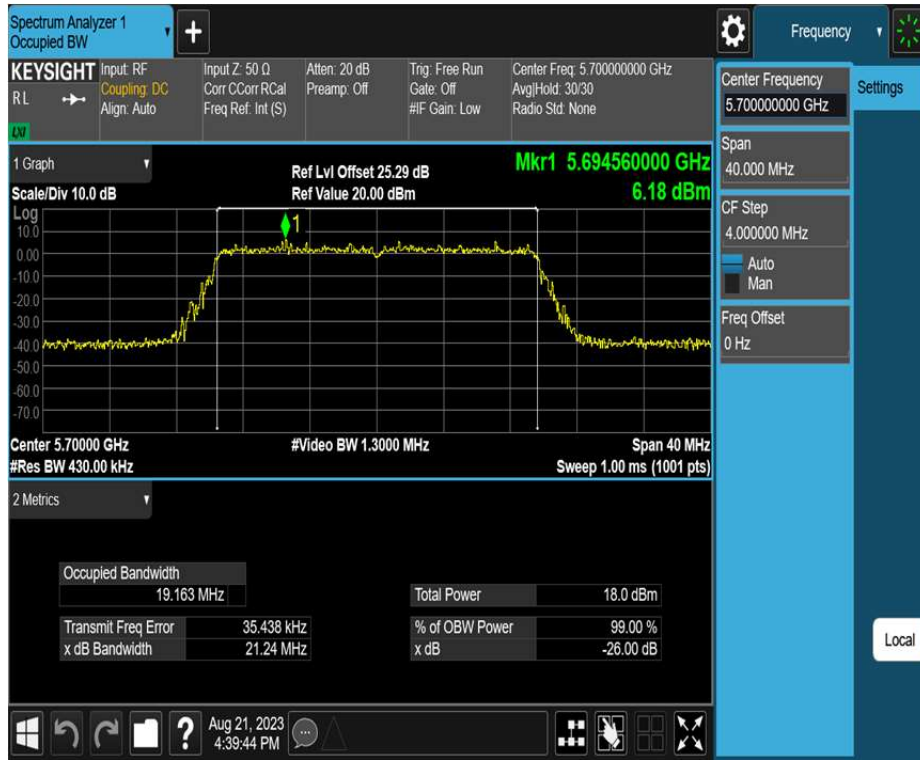 Spectrum Analyzer 1
Occupied BW
+
Frequency
KEYSIGHT
RL
LXI
Input: RF
Coupling: DC
Align: Auto
Input Z: 50 Ω
Corr CCorr RCal
Freq Ref: Int (S)
Atten: 20 dB
Preamp: Off
Trig: Free Run
Gate: Off
#IF Gain: Low
Center Freq: 5.700000000 GHz
Avg|Hold: 30/30
Radio Std: None
Center Frequency
5.700000000 GHz
Settings
Span
40.000 MHz
CF Step
4.000000 MHz
Auto
Man
Freq Offset
0 Hz
Local
1 Graph
Scale/Div 10.0 dB
Ref Lvl Offset 25.29 dB
Ref Value 20.00 dBm
Mkr1 5.694560000 GHz
6.18 dBm
Log
10.0
0.00
-10.0
-20.0
-30.0
-40.0
-50.0
-60.0
-70.0
1
Center 5.70000 GHz
#Video BW 1.3000 MHz
Span 40 MHz
#Res BW 430.00 kHz
Sweep 1.00 ms (1001 pts)
2 Metrics
Occupied Bandwidth
19.163 MHz
Total Power 18.0 dBm
Transmit Freq Error 35.438 kHz
% of OBW Power 99.00 %
x dB Bandwidth 21.24 MHz
x dB -26.00 dB
?
Aug 21, 2023
4:39:44 PM